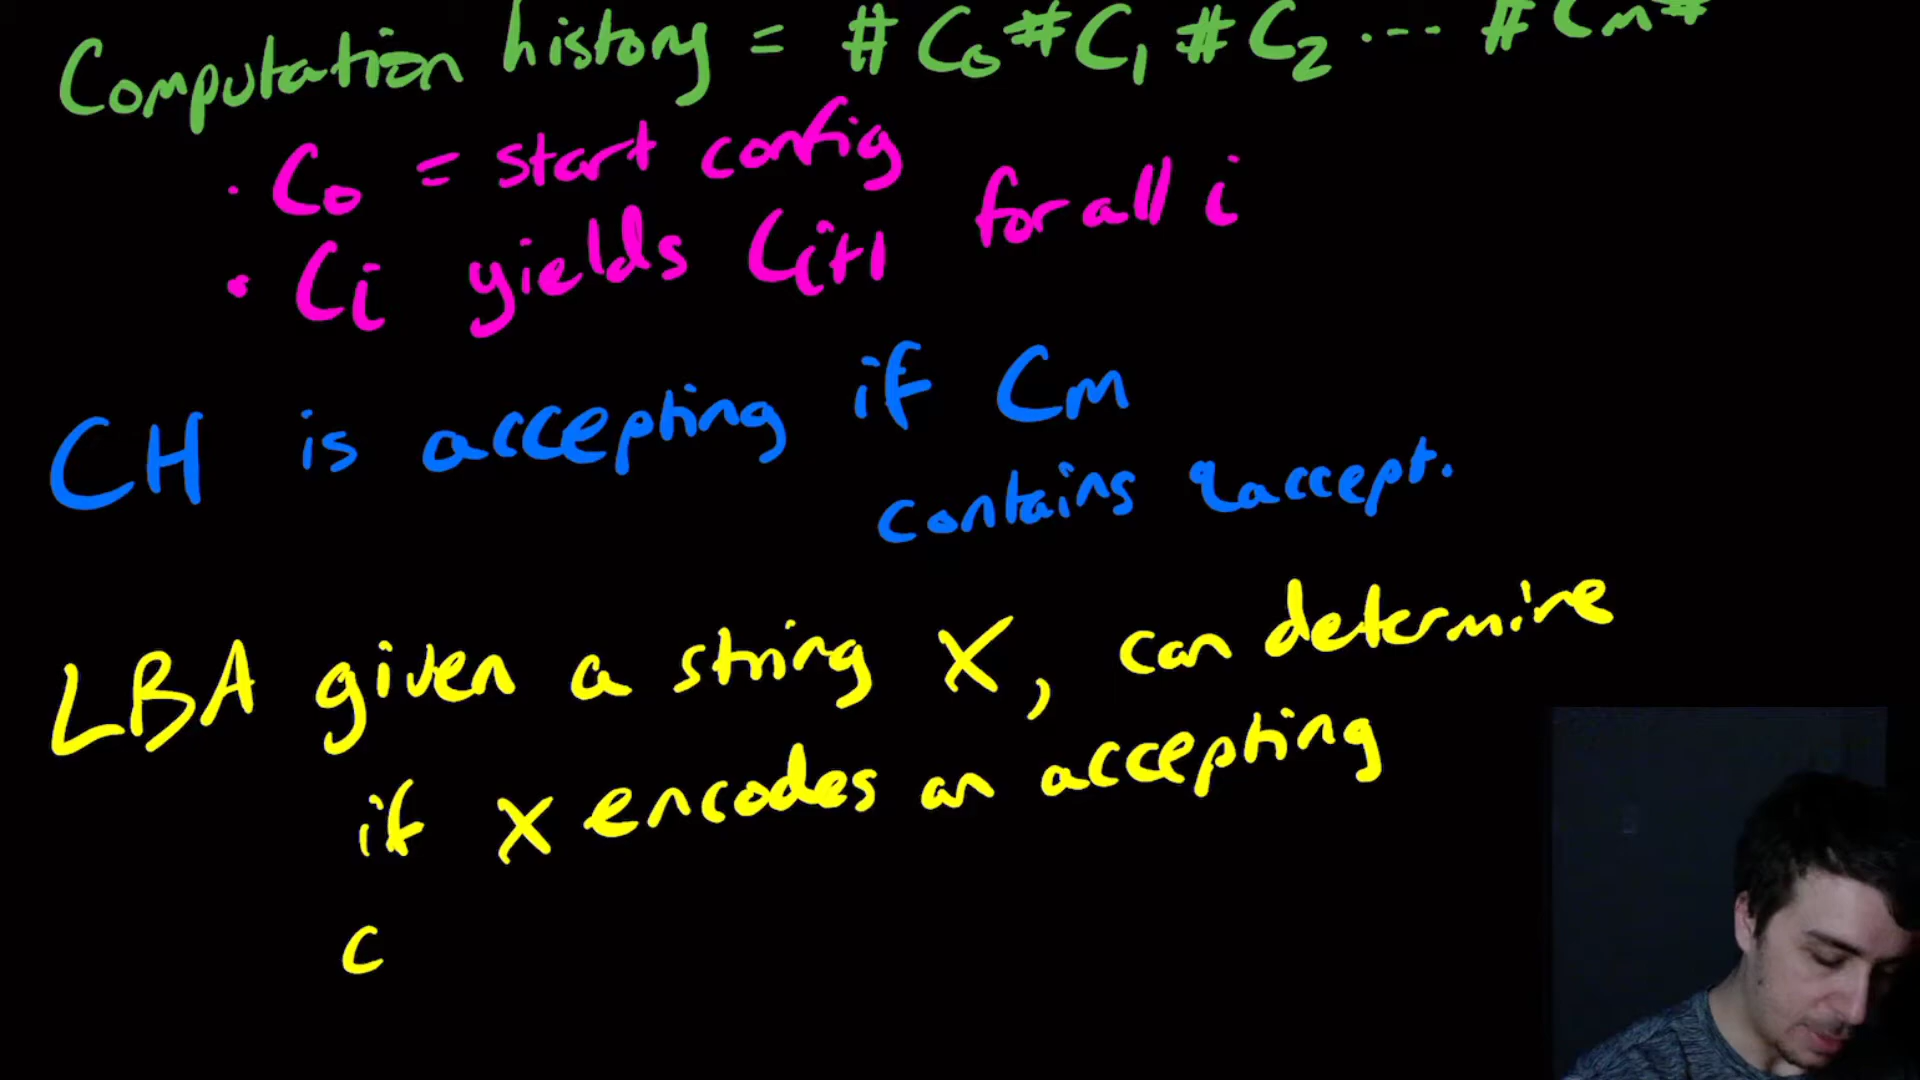 Computation history = # C₀ # C₁ # C₂ ... # Cₘ #
• C₀ = start config
• Cᵢ yields Cᵢ₊₁ for all i
CH is accepting if Cₘ
contains qaccept.
LBA given a string X, can determine
if X encodes an accepting
c